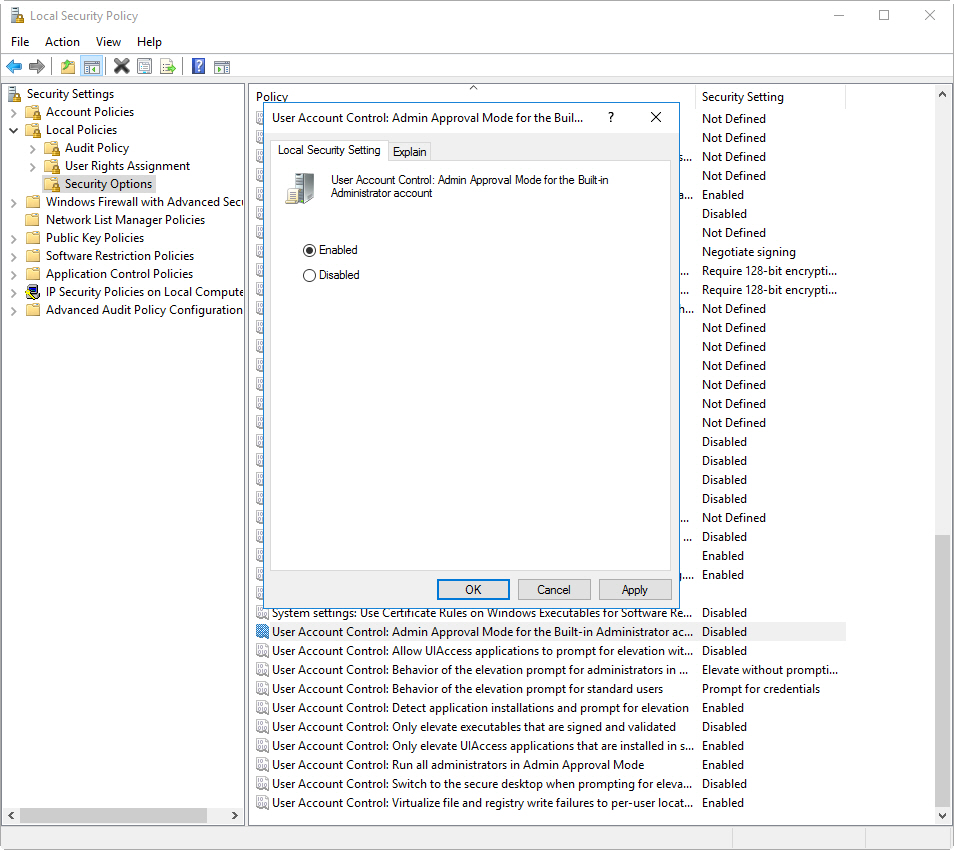 Local Security Policy
File Action View Help
Security Settings
Account Policies
Local Policies
Audit Policy
User Rights Assignment
Security Options
Windows Firewall with Advanced Secu
Network List Manager Policies
Public Key Policies
Software Restriction Policies
Application Control Policies
IP Security Policies on Local Compute
Advanced Audit Policy Configuration
Policy
Security Setting
User Account Control: Admin Approval Mode for the Buil... ?
Local Security Setting Explain
User Account Control: Admin Approval Mode for the Built-in
Administrator account
Enabled
Disabled
OK Cancel Apply
Not Defined
Not Defined
s... Not Defined
Not Defined
a... Enabled
Disabled
Not Defined
Negotiate signing
... Require 128-bit encrypti...
... Require 128-bit encrypti...
n... Not Defined
Not Defined
Not Defined
Not Defined
Not Defined
Not Defined
Not Defined
Disabled
Disabled
Disabled
Disabled
... Not Defined
... Disabled
Enabled
g,... Enabled
System settings: Use Certificate Rules on Windows Executables for Software Re... Disabled
User Account Control: Admin Approval Mode for the Built-in Administrator ac... Disabled
User Account Control: Allow UIAccess applications to prompt for elevation wit... Disabled
User Account Control: Behavior of the elevation prompt for administrators in ... Elevate without prompti...
User Account Control: Behavior of the elevation prompt for standard users Prompt for credentials
User Account Control: Detect application installations and prompt for elevation Enabled
User Account Control: Only elevate executables that are signed and validated Disabled
User Account Control: Only elevate UIAccess applications that are installed in s... Enabled
User Account Control: Run all administrators in Admin Approval Mode Enabled
User Account Control: Switch to the secure desktop when prompting for eleva... Disabled
User Account Control: Virtualize file and registry write failures to per-user locat... Enabled